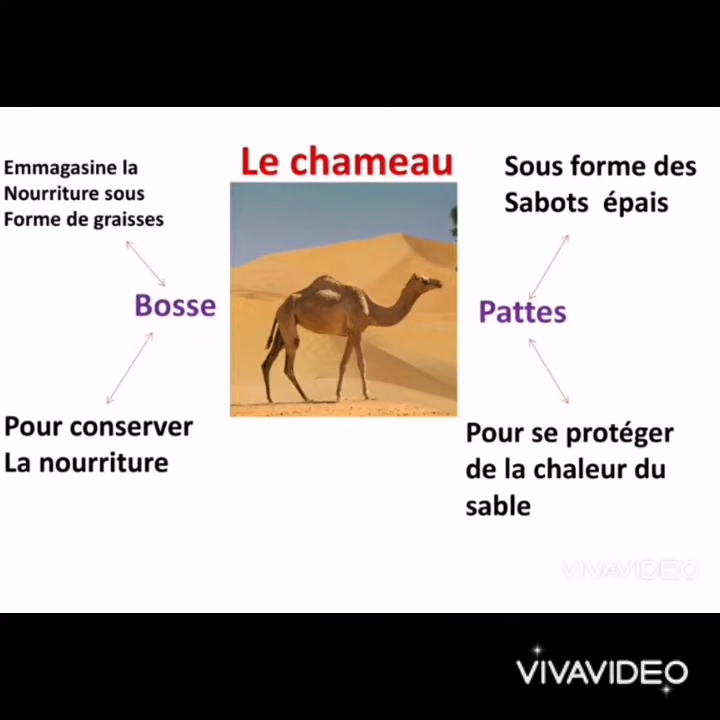 Le chameau
Emmagasine la
Nourriture sous
Forme de graisses
Bosse
Pour conserver
La nourriture
Sous forme des
Sabots épais
Pattes
Pour se protéger
de la chaleur du
sable
VIVAVIDEO
VIVAVIDEO